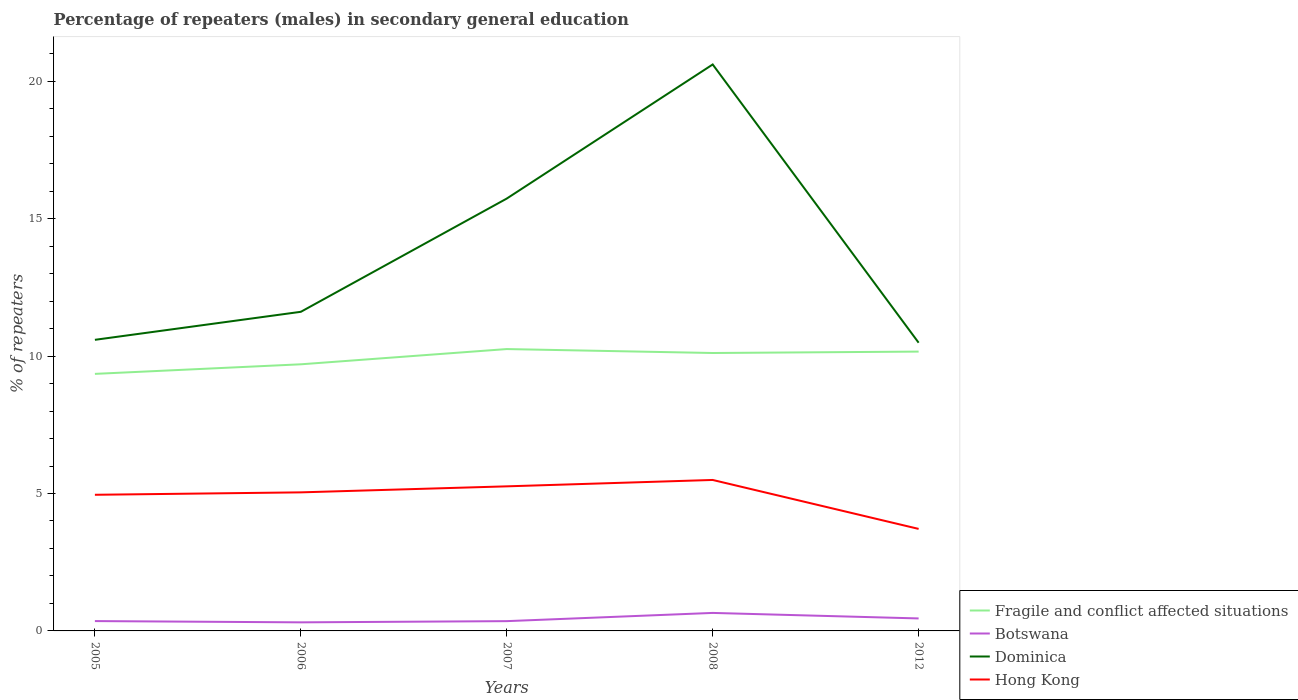 Percentage of repeaters (males) in secondary general education
% of repeaters
20
15
10
5
0
2005
2006
2007
2008
2012
Years
Fragile and conflict affected situations
Botswana
Dominica
Hong Kong